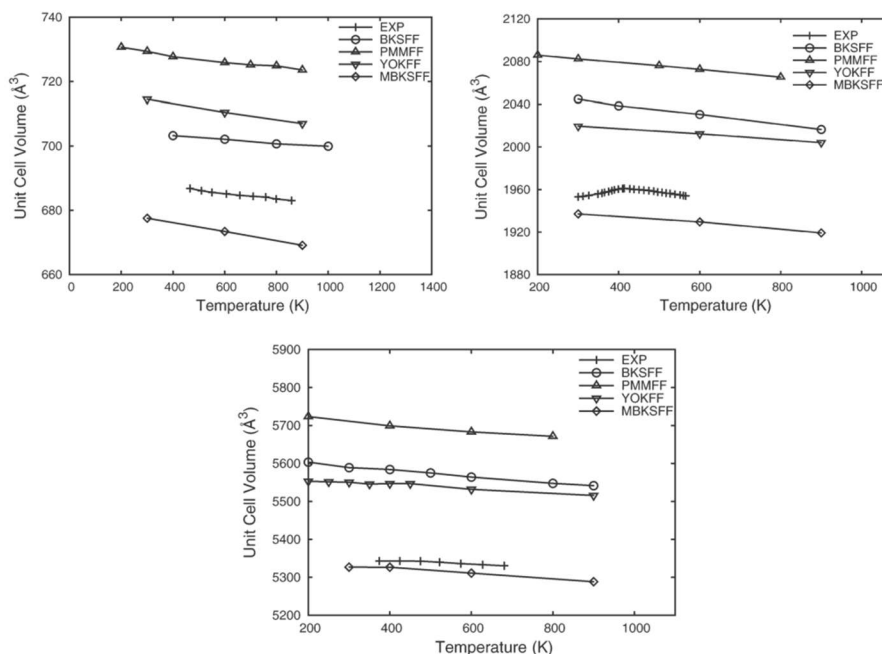 740
720
700
680
660
Unit Cell Volume (Å³)
0 200 400 600 800 1000 1200 1400
Temperature (K)
EXP
BKSFF
PMMFF
YOKFF
MBKSFF
2120
2080
2040
2000
1960
1920
1880
Unit Cell Volume (Å³)
200 400 600 800 1000
Temperature (K)
EXP
BKSFF
PMMFF
YOKFF
MBKSFF
5900
5800
5700
5600
5500
5400
5300
5200
Unit Cell Volume (Å³)
200 400 600 800 1000
Temperature (K)
EXP
BKSFF
PMMFF
YOKFF
MBKSFF